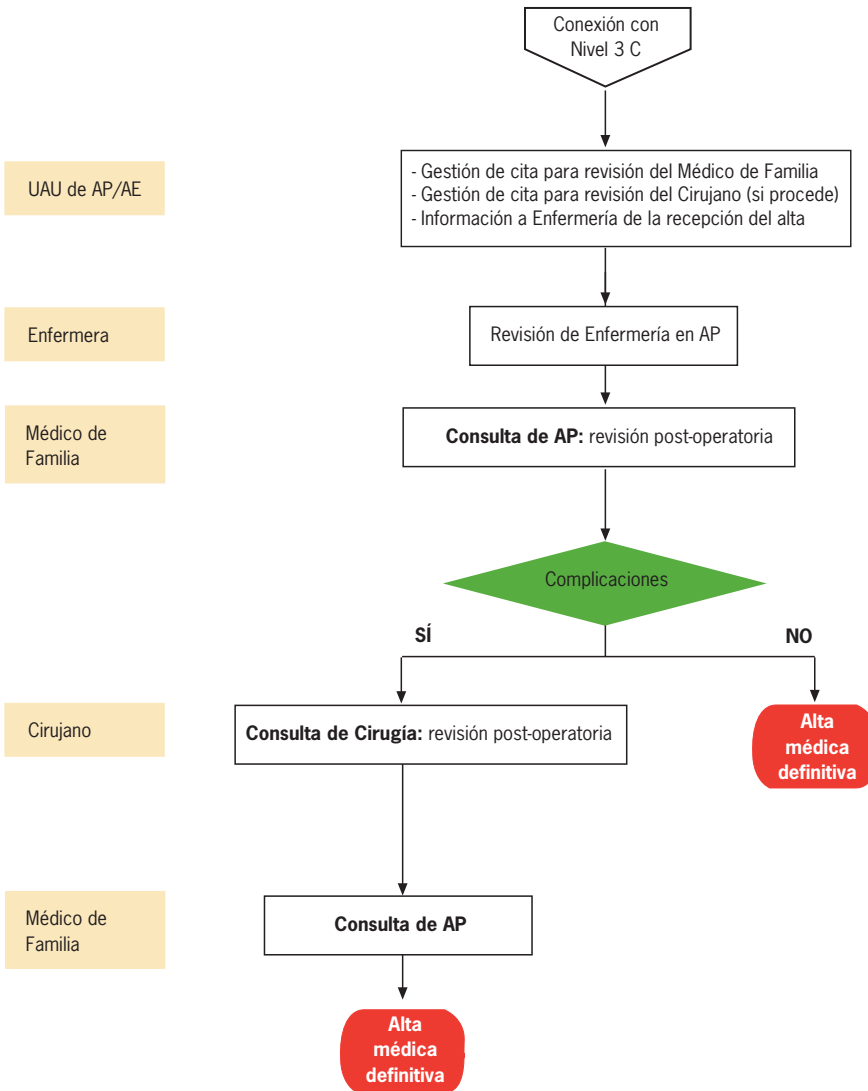 Conexión con
Nivel 3 C
UAU de AP/AE
- Gestión de cita para revisión del Médico de Familia
- Gestión de cita para revisión del Cirujano (si procede)
- Información a Enfermería de la recepción del alta
Enfermera
Revisión de Enfermería en AP
Médico de
Familia
Consulta de AP: revisión post-operatoria
Complicaciones
SÍ
NO
Cirujano
Consulta de Cirugía: revisión post-operatoria
Alta
médica
definitiva
Médico de
Familia
Consulta de AP
Alta
médica
definitiva